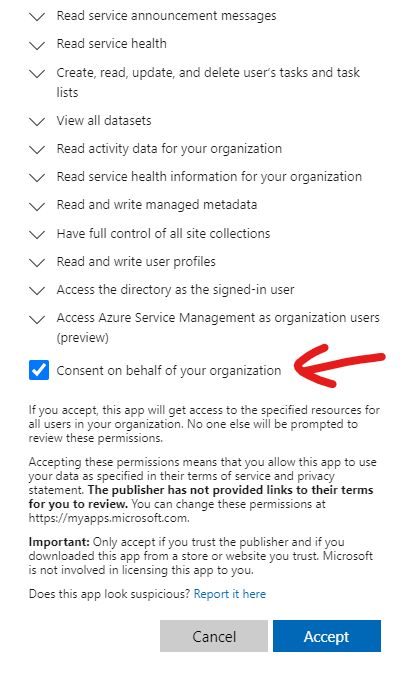 Read service announcement messages
Read service health
Create, read, update, and delete user's tasks and task
lists
View all datasets
Read activity data for your organization
Read service health information for your organization
Read and write managed metadata
Have full control of all site collections
Read and write user profiles
Access the directory as the signed-in user
Access Azure Service Management as organization users
(preview)
Consent on behalf of your organization
If you accept, this app will get access to the specified resources for
all users in your organization. No one else will be prompted to
review these permissions.
Accepting these permissions means that you allow this app to use
your data as specified in their terms of service and privacy
statement. The publisher has not provided links to their terms
for you to review. You can change these permissions at
https://myapps.microsoft.com.
Important: Only accept if you trust the publisher and if you
downloaded this app from a store or website you trust. Microsoft
is not involved in licensing this app to you.
Does this app look suspicious? Report it here
Cancel Accept